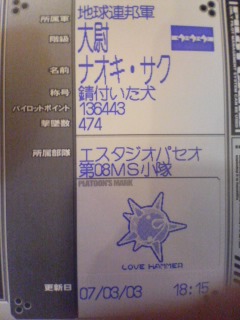 所属軍 地球連邦軍
階級 大尉
名前 ナオキ・サク
称号 錆付いた犬
パイロットポイント 136443
撃墜数 474
所属部隊 エスタジオパセオ
第08MS小隊
PLATOON'S MARK
LOVE HAMMER
更新日 07/03/03 18:15